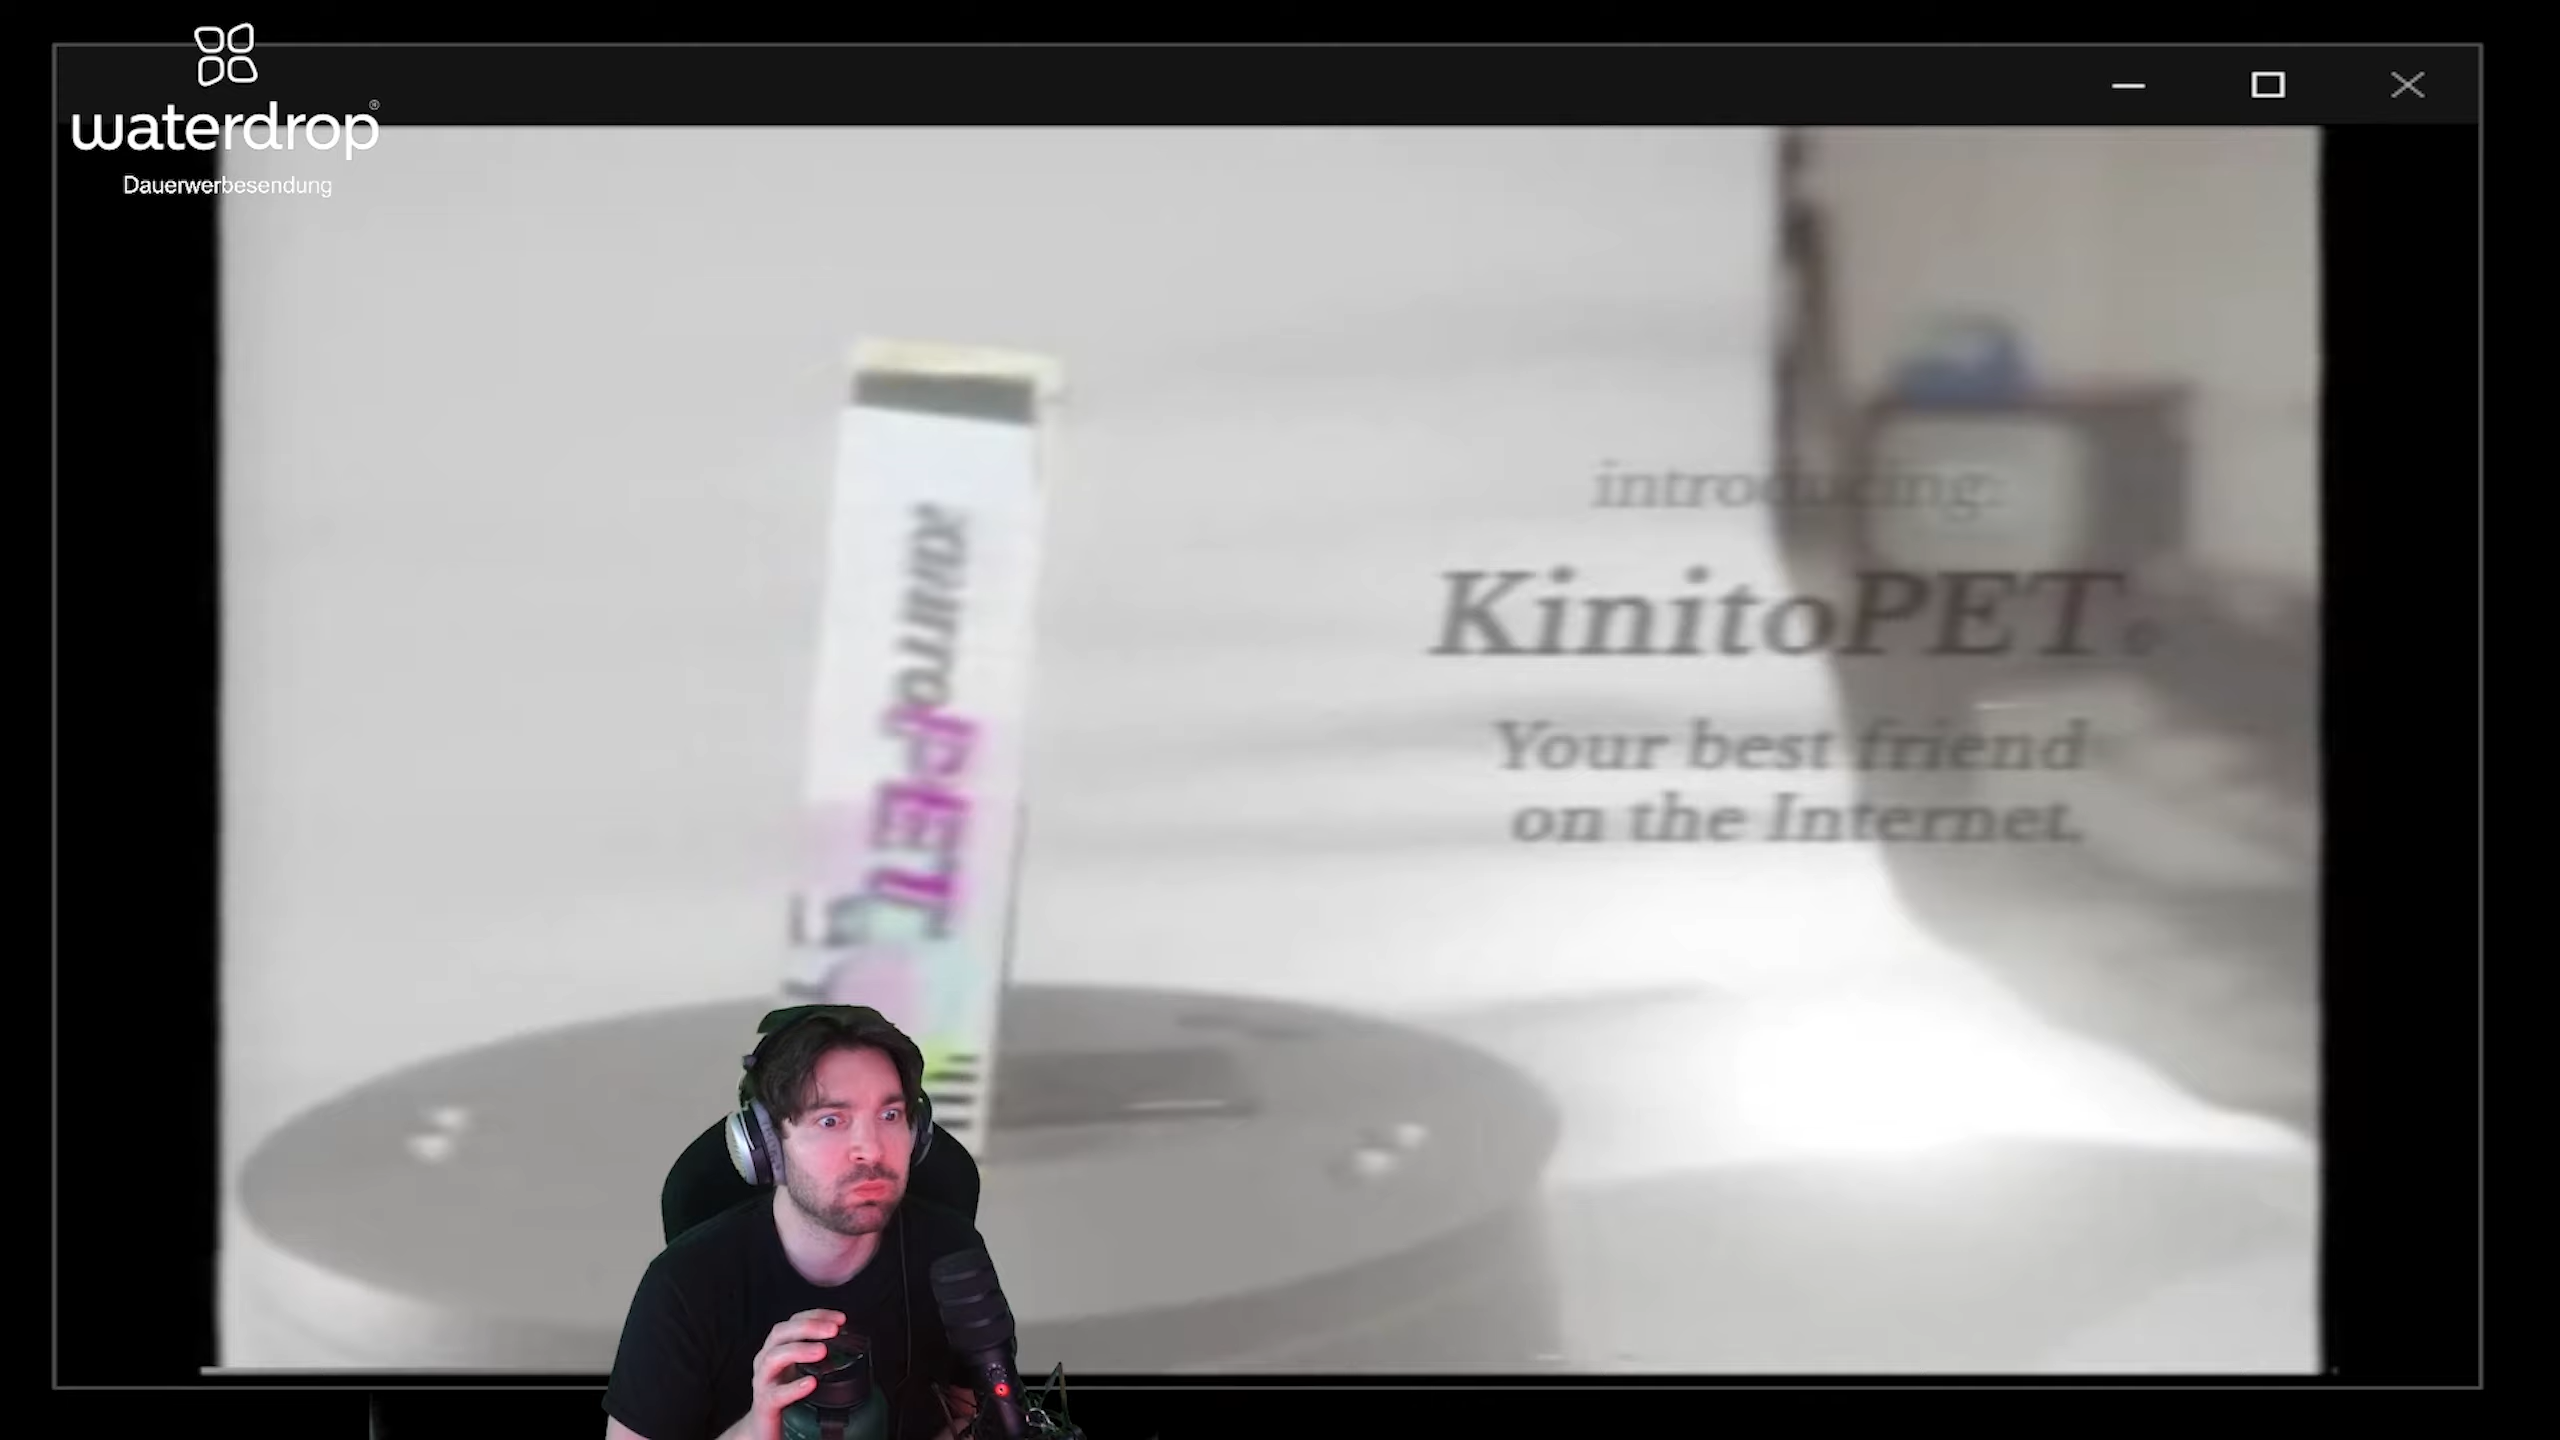 waterdrop®
Dauerwerbesendung
introducing:
KinitoPET
Your best friend
on the Internet.
KinitoPET